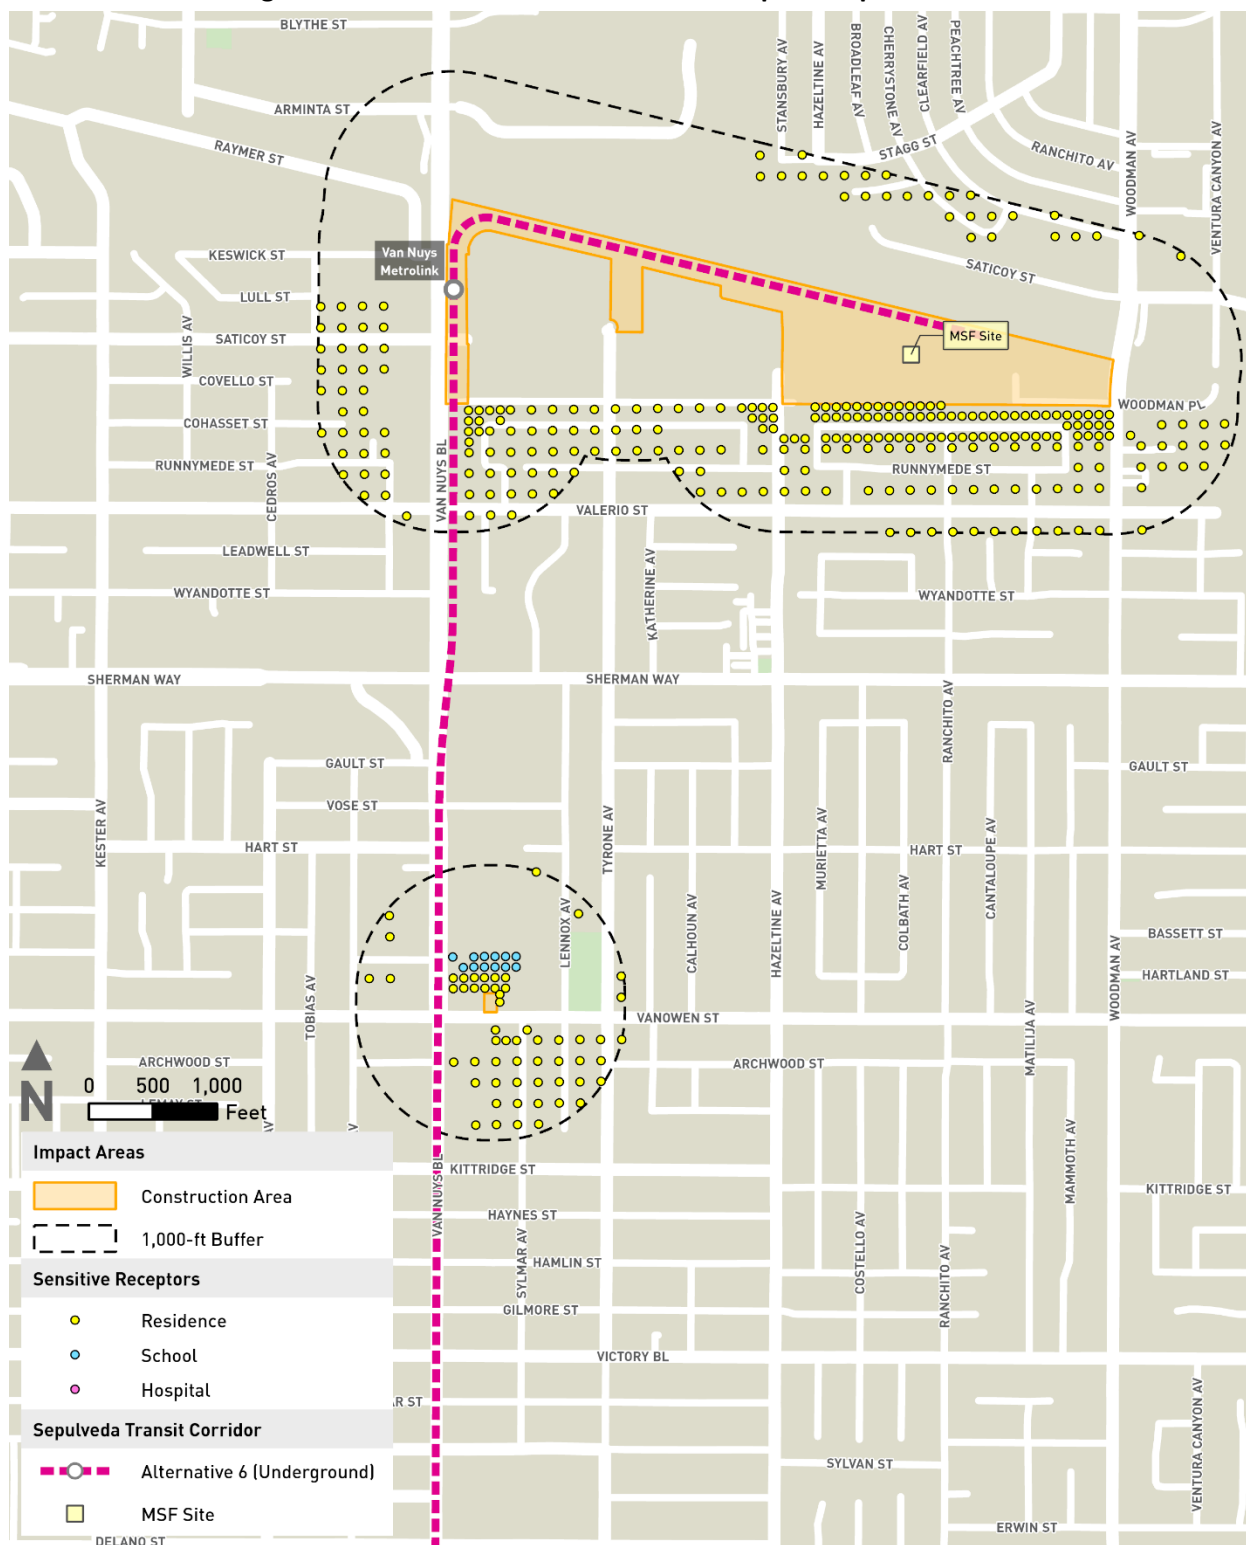 BLYTHE ST
ARMINTA ST
RAYMER ST
STANSBURY AV
HAZELTINE AV
BROADLEAF AV
CHERRYSTONE AV
CLEARFIELD AV
PEACHTREE AV
STAGG ST
RANCHITO AV
WOODMAN AV
VENTURA CANYON AV
KESWICK ST
Van Nuys
Metrolink
LULL ST
SATICOY ST
SATICOY ST
WILLIS AV
MSF Site
COVELLO ST
WOODMAN PL
COHASSET ST
RUNNYMEDE ST
CEDROS AV
VAN NUYS BL
RUNNYMEDE ST
VALERIO ST
LEADWELL ST
KATHERINE AV
WYANDOTTE ST
WYANDOTTE ST
SHERMAN WAY
SHERMAN WAY
RANCHITO AV
GAULT ST
GAULT ST
VOSE ST
KESTER AV
TYRONE AV
MURIETTA AV
HART ST
HART ST
CANTALOUPE AV
LENNOX AV
CALHOUN AV
HAZELTINE AV
COLBATH AV
BASSETT ST
HARTLAND ST
WOODMAN AV
TOBIAS AV
VANOWEN ST
MATILIJA AV
ARCHWOOD ST
ARCHWOOD ST
N
0 500 1,000
Feet
AV
V
VAN NUYS BL
KITTRIDGE ST
MAMMOTH AV
KITTRIDGE ST
HAYNES ST
SYLMAR AV
HAMLIN ST
COSTELLO AV
RANCHITO AV
GILMORE ST
VICTORY BL
AR ST
VENTURA CANYON AV
SYLVAN ST
ERWIN ST
DELANO ST
Impact Areas
Construction Area
1,000-ft Buffer
Sensitive Receptors
Residence
School
Hospital
Sepulveda Transit Corridor
Alternative 6 (Underground)
MSF Site